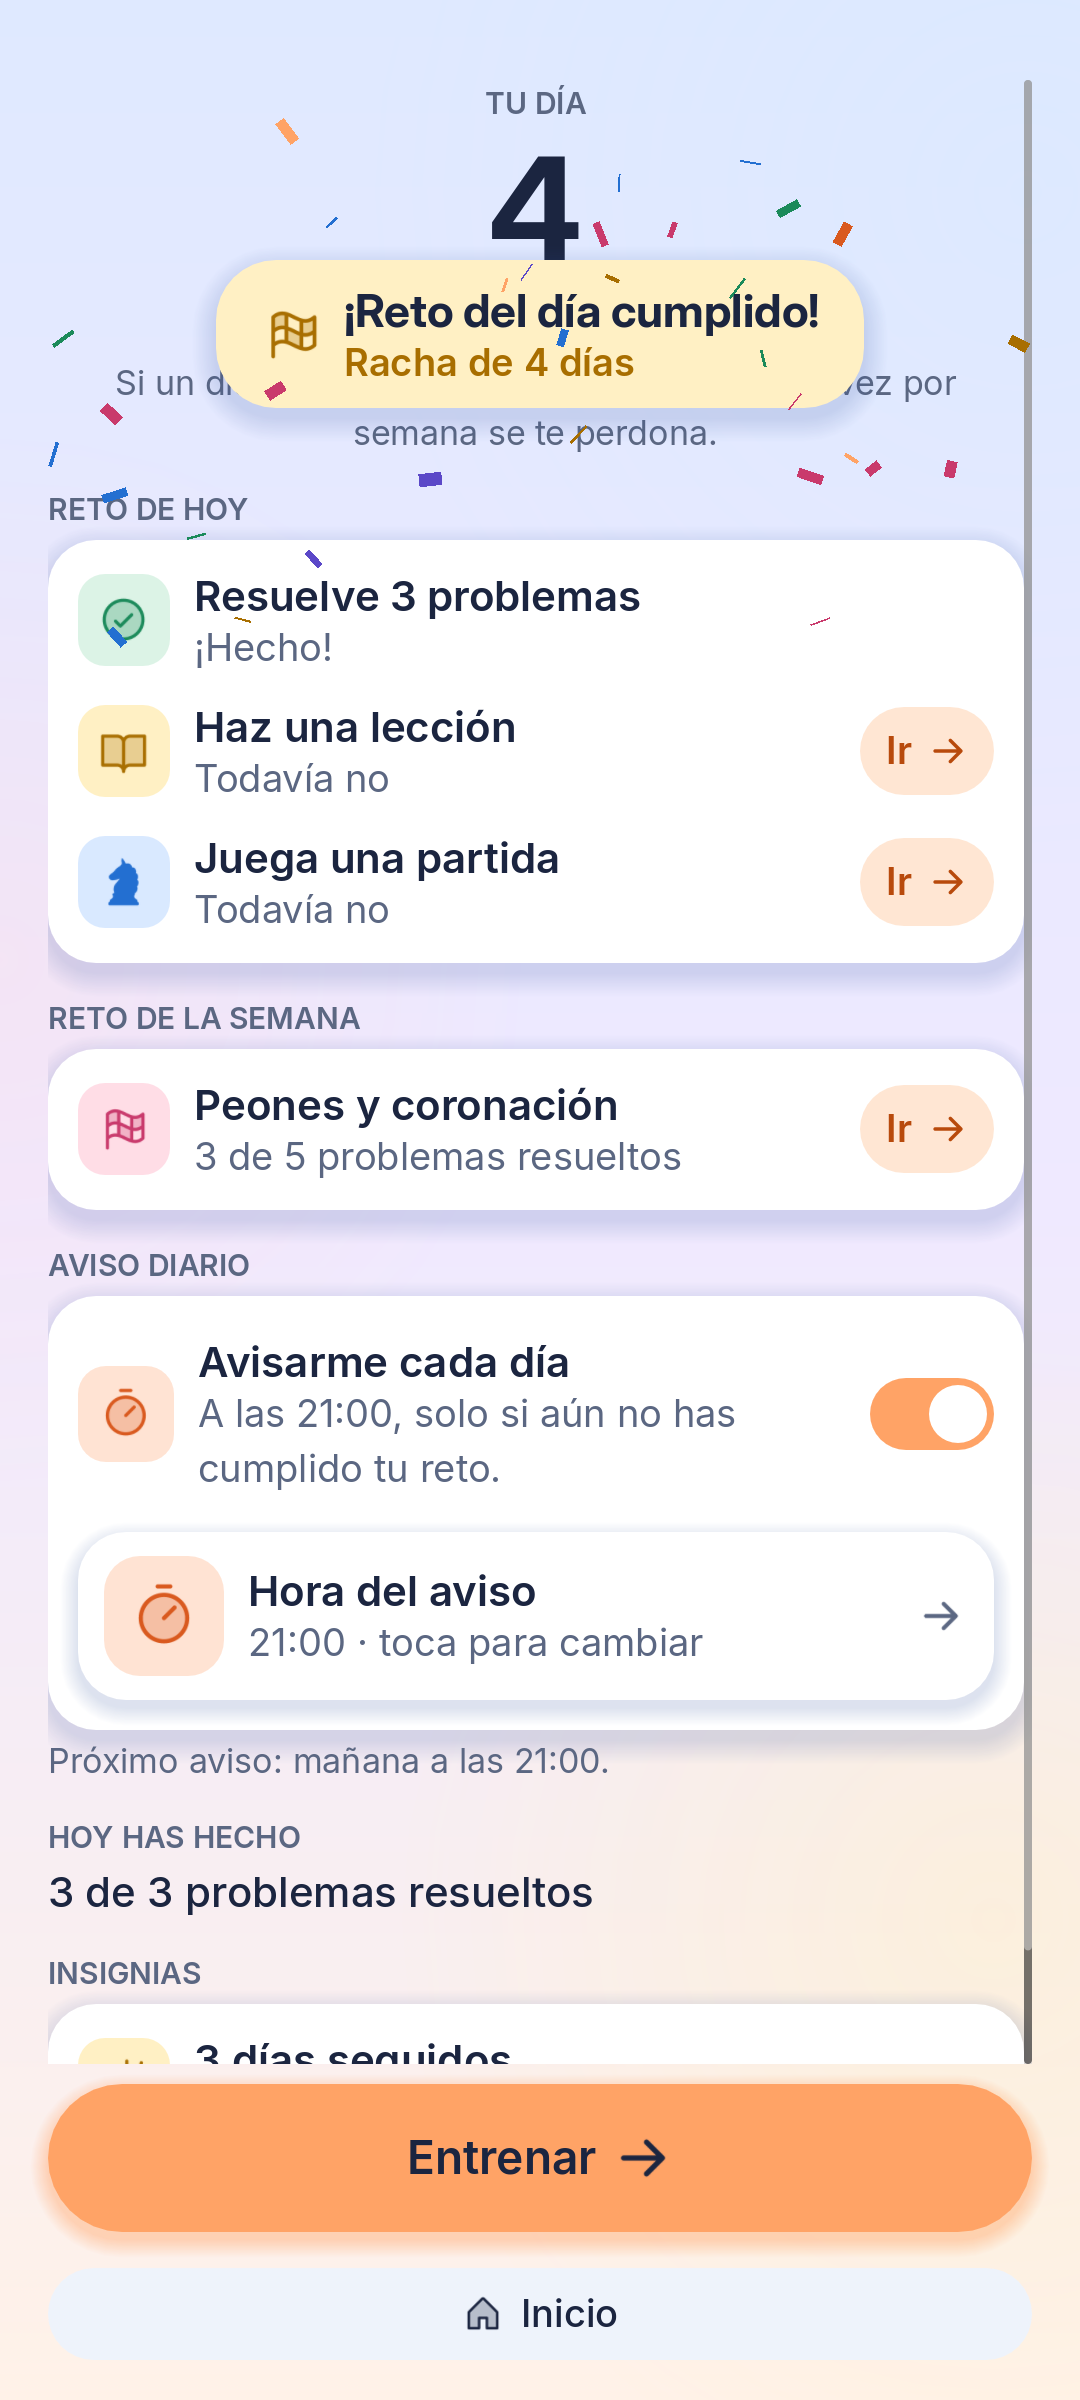 TU DÍA
4
¡Reto del día cumplido!
Racha de 4 días
Si un vez por
semana se te perdona.
RETO DE HOY
Resuelve 3 problemas
¡Hecho!
Haz una lección
Todavía no
Ir
Juega una partida
Todavía no
Ir
RETO DE LA SEMANA
Peones y coronación
3 de 5 problemas resueltos
Ir
AVISO DIARIO
Avisarme cada día
A las 21:00, solo si aún no has
cumplido tu reto.
Hora del aviso
21:00 · toca para cambiar
Próximo aviso: mañana a las 21:00.
HOY HAS HECHO
3 de 3 problemas resueltos
INSIGNIAS
3 días seguidos
Entrenar
Inicio